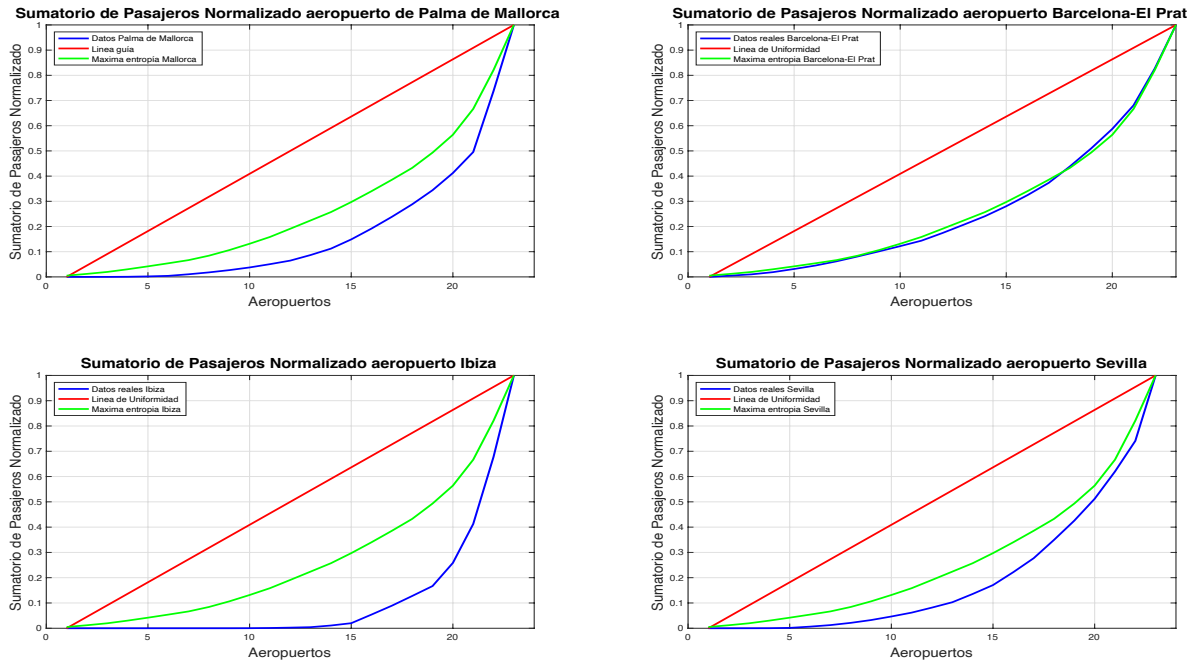 Sumatorio de Pasajeros Normalizado aeropuerto de Palma de Mallorca
Sumatorio de Pasajeros Normalizado
1
0.9
0.8
0.7
0.6
0.5
0.4
0.3
0.2
0.1
0
Datos Palma de Mallorca
Linea guía
Maxima entropia Mallorca
0 5 10 15 20
Aeropuertos
Sumatorio de Pasajeros Normalizado aeropuerto Barcelona-El Prat
Sumatorio de Pasajeros Normalizado
1
0.9
0.8
0.7
0.6
0.5
0.4
0.3
0.2
0.1
0
Datos reales Barcelona-El Prat
Linea de Uniformidad
Maxima entropia Barcelona-El Prat
0 5 10 15 20
Aeropuertos
Sumatorio de Pasajeros Normalizado aeropuerto Ibiza
Sumatorio de Pasajeros Normalizado
1
0.9
0.8
0.7
0.6
0.5
0.4
0.3
0.2
0.1
0
Datos reales Ibiza
Linea de Uniformidad
Maxima entropia Ibiza
0 5 10 15 20
Aeropuertos
Sumatorio de Pasajeros Normalizado aeropuerto Sevilla
Sumatorio de Pasajeros Normalizado
1
0.9
0.8
0.7
0.6
0.5
0.4
0.3
0.2
0.1
0
Datos reales Sevilla
Linea de Uniformidad
Maxima entropia Sevilla
0 5 10 15 20
Aeropuertos